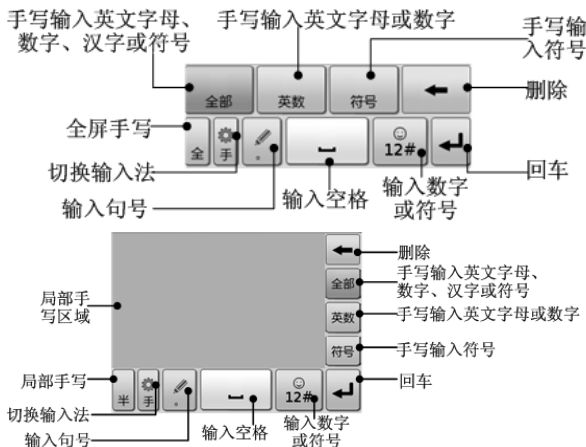 手写输入英文字母、
数字、汉字或符号
手写输入英文字母或数字
手写输
入符号
全部
英数
符号
删除
全屏手写
全
手
。
12#
切换输入法
输入句号
输入空格
输入数字
或符号
回车
局部手
写区域
删除
全部
手写输入英文字母、
数字、汉字或符号
英数
手写输入英文字母或数字
符号
手写输入符号
局部手写
半
手
。
12#
回车
切换输入法
输入句号
输入空格
输入数字
或符号